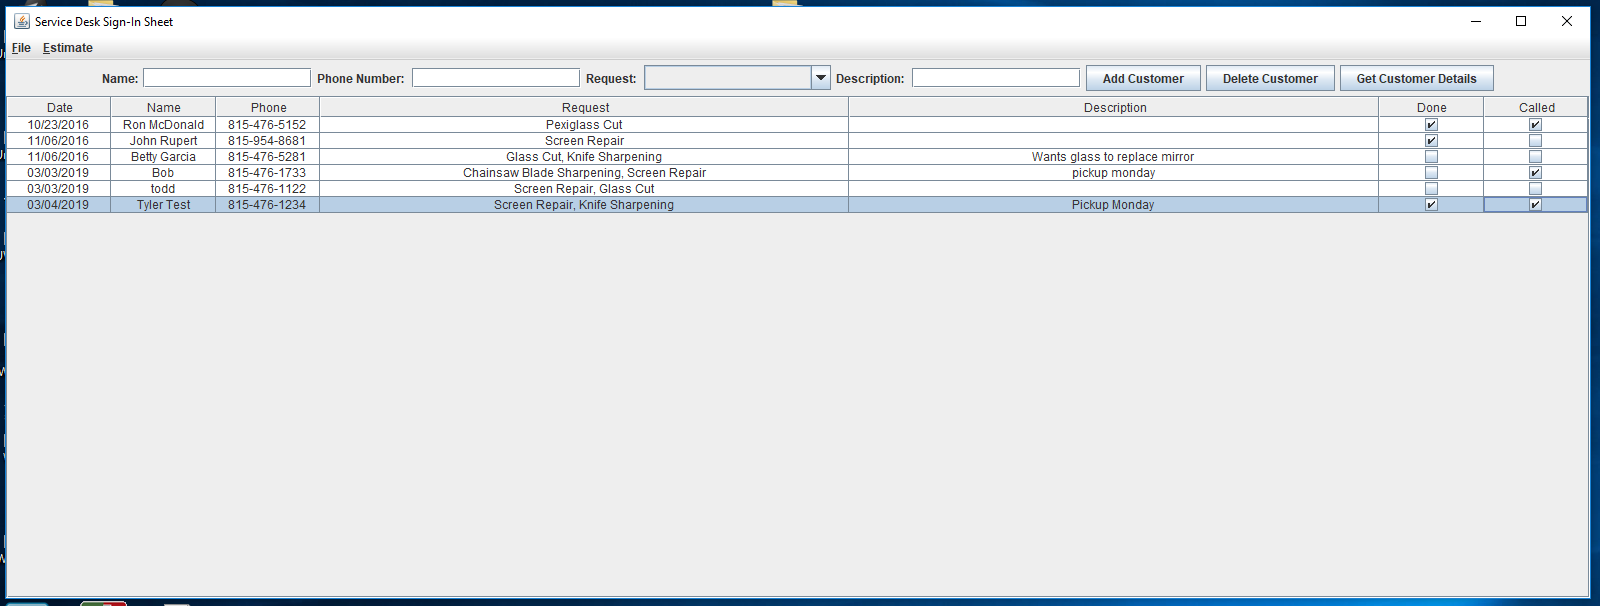 Service Desk Sign-In Sheet
File Estimate
Name: Phone Number: Request: Description: Add Customer Delete Customer Get Customer Details
Date Name Phone Request Description Done Called
10/23/2016 Ron McDonald 815-476-5152 Pexiglass Cut
11/06/2016 John Rupert 815-954-8681 Screen Repair
11/06/2016 Betty Garcia 815-476-5281 Glass Cut, Knife Sharpening Wants glass to replace mirror
03/03/2019 Bob 815-476-1733 Chainsaw Blade Sharpening, Screen Repair pickup monday
03/03/2019 todd 815-476-1122 Screen Repair, Glass Cut
03/04/2019 Tyler Test 815-476-1234 Screen Repair, Knife Sharpening Pickup Monday